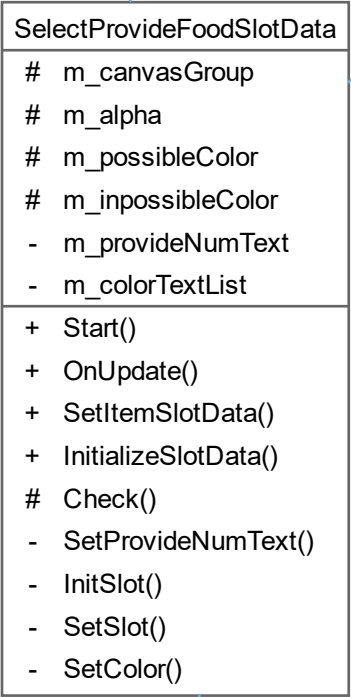 SelectProvideFoodSlotData
# m_canvasGroup
# m_alpha
# m_possibleColor
# m_inpossibleColor
- m_provideNumText
- m_colorTextList
+ Start()
+ OnUpdate()
+ SetItemSlotData()
+ InitializeSlotData()
# Check()
- SetProvideNumText()
- InitSlot()
- SetSlot()
- SetColor()